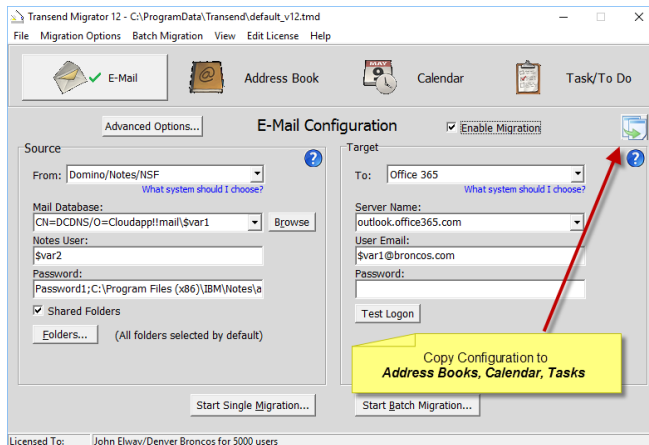 Transend Migrator 12 - C:\ProgramData\Transend\default_v12.tmd
File Migration Options Batch Migration View Edit License Help
E-Mail Address Book MAY Calendar Task/To Do
Advanced Options... E-Mail Configuration Enable Migration
Source Target
From: Domino/Notes/NSF To: Office 365
What system should I choose? What system should I choose?
Mail Database: Server Name:
CN=DCDNS/O=Cloudapp!!mail\$var1 Browse outlook.office365.com
Notes User: User Email:
$var2 $var1@broncos.com
Password: Password:
Password1;C:\Program Files (x86)\IBM\Notes\a
Shared Folders Test Logon
Folders... (All folders selected by default)
Copy Configuration to
Address Books, Calendar, Tasks
Start Single Migration... Start Batch Migration...
Licensed To: John Elway/Denver Broncos for 5000 users